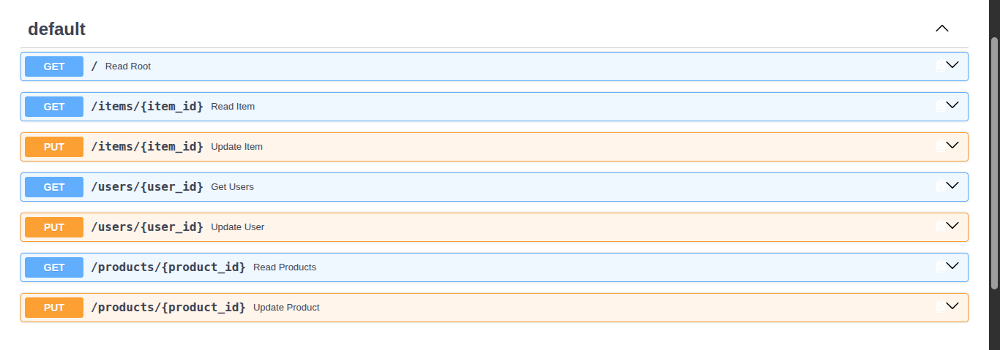 default
GET / Read Root
GET /items/{item_id} Read Item
PUT /items/{item_id} Update Item
GET /users/{user_id} Get Users
PUT /users/{user_id} Update User
GET /products/{product_id} Read Products
PUT /products/{product_id} Update Product